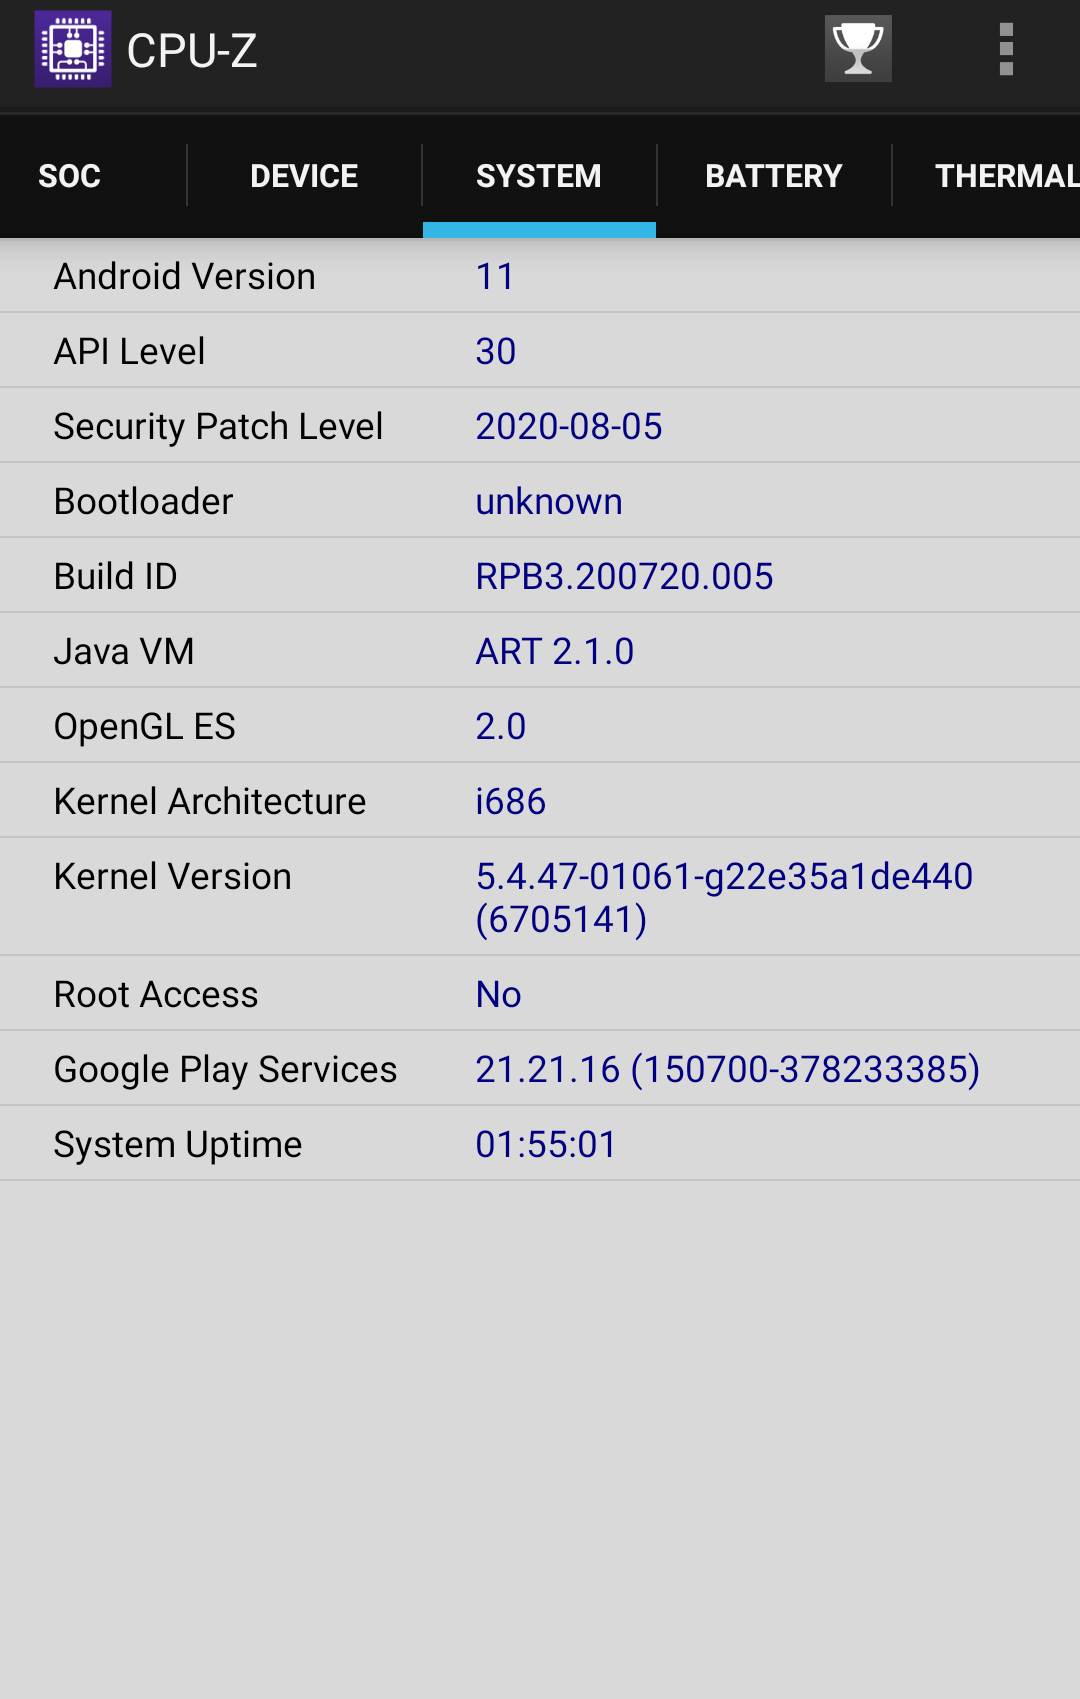 CPU-Z
SOC DEVICE SYSTEM BATTERY THERMAL
Android Version 11
API Level 30
Security Patch Level 2020-08-05
Bootloader unknown
Build ID RPB3.200720.005
Java VM ART 2.1.0
OpenGL ES 2.0
Kernel Architecture i686
Kernel Version 5.4.47-01061-g22e35a1de440
(6705141)
Root Access No
Google Play Services 21.21.16 (150700-378233385)
System Uptime 01:55:01